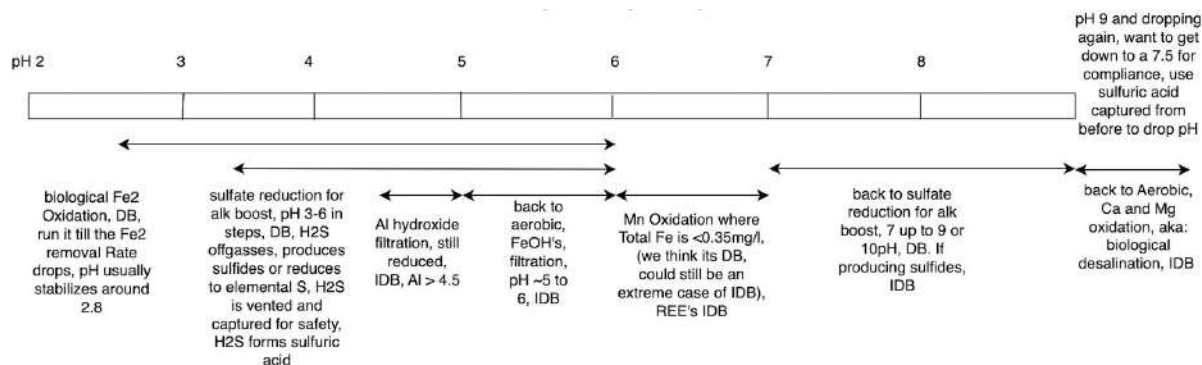 pH 2
3
4
5
6
7
8
pH 9 and dropping
again, want to get
down to a 7.5 for
compliance, use
sulfuric acid
captured from
before to drop pH
biological Fe2
Oxidation, DB,
run it till the Fe2
removal Rate
drops, pH usually
stabilizes around
2.8
sulfate reduction for
alk boost, pH 3-6 in
steps, DB, H2S
offgasses, produces
sulfides or reduces
to elemental S, H2S
is vented and
captured for safety,
H2S forms sulfuric
acid
Al hydroxide
filtration, still
reduced,
IDB, Al > 4.5
back to
aerobic,
FeOH's,
filtration,
pH ~5 to
6, IDB
Mn Oxidation where
Total Fe is <0.35mg/l,
(we think its DB,
could still be an
extreme case of IDB),
REE's IDB
back to sulfate
reduction for alk
boost, 7 up to 9 or
10pH, DB. If
producing sulfides,
IDB
back to Aerobic,
Ca and Mg
oxidation, aka:
biological
desalination, IDB